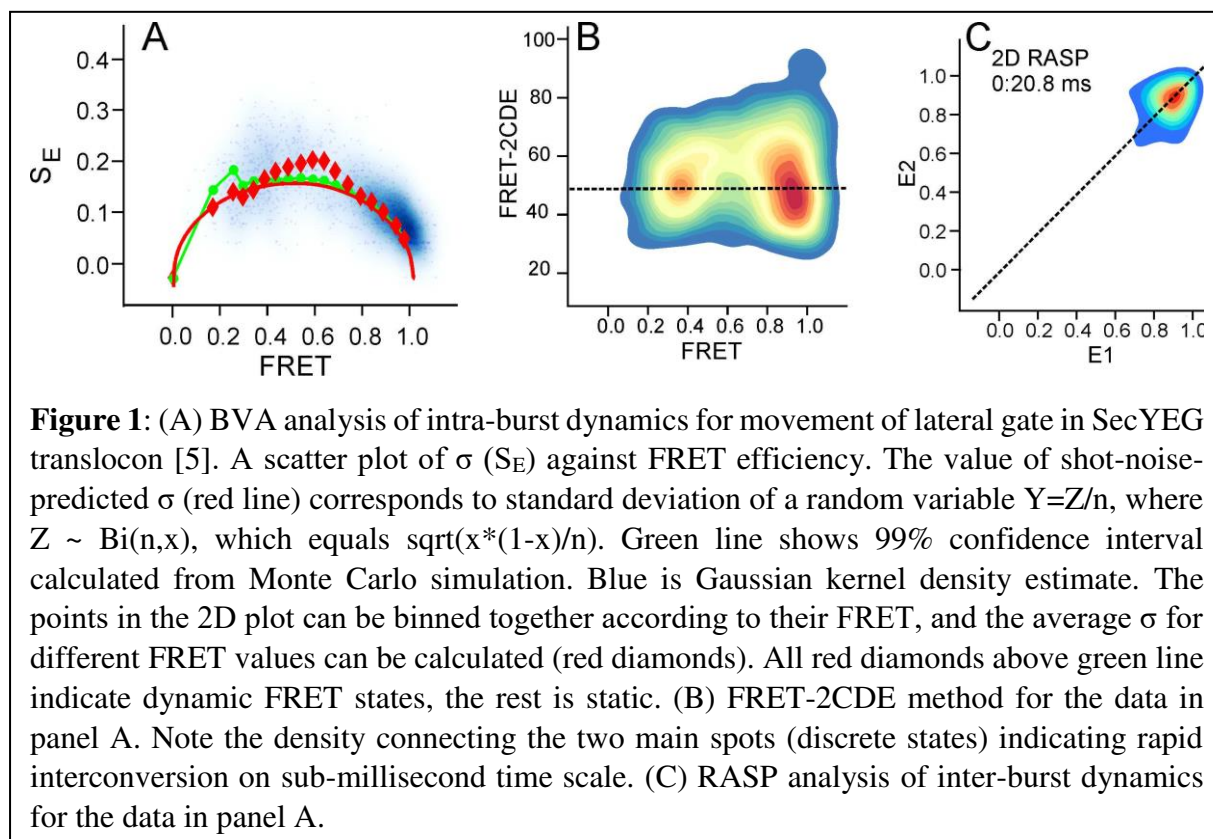 A
0.4
0.3
0.2
0.1
0.0
S_E
0.0 0.2 0.4 0.6 0.8 1.0
FRET
B
100
80
60
40
20
FRET-2CDE
0.0 0.2 0.4 0.6 0.8 1.0
FRET
C
2D RASP
0:20.8 ms
1.0
0.8
0.6
0.4
0.2
0.0
E2
0.0 0.2 0.4 0.6 0.8 1.0
E1
Figure 1: (A) BVA analysis of intra-burst dynamics for movement of lateral gate in SecYEG
translocon [5]. A scatter plot of σ (S_E) against FRET efficiency. The value of shot-noise-
predicted σ (red line) corresponds to standard deviation of a random variable Y=Z/n, where
Z ~ Bi(n,x), which equals sqrt(x*(1-x)/n). Green line shows 99% confidence interval
calculated from Monte Carlo simulation. Blue is Gaussian kernel density estimate. The
points in the 2D plot can be binned together according to their FRET, and the average σ for
different FRET values can be calculated (red diamonds). All red diamonds above green line
indicate dynamic FRET states, the rest is static. (B) FRET-2CDE method for the data in
panel A. Note the density connecting the two main spots (discrete states) indicating rapid
interconversion on sub-millisecond time scale. (C) RASP analysis of inter-burst dynamics
for the data in panel A.